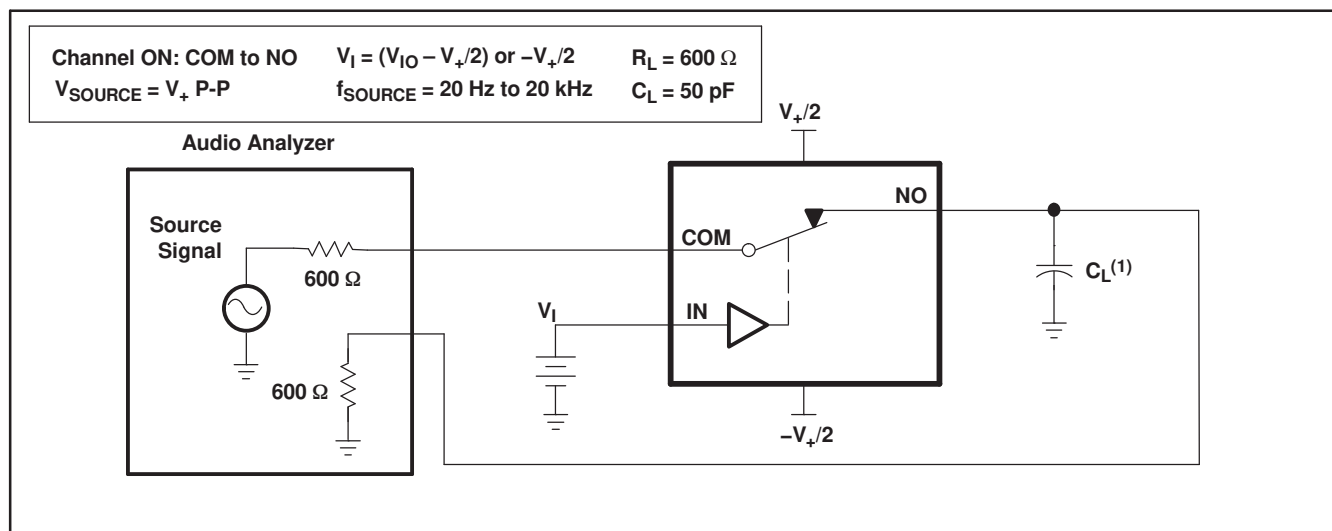 Channel ON: COM to NO V_I = (V_IO – V_+/2) or –V_+/2 R_L = 600 Ω
V_SOURCE = V_+ P-P f_SOURCE = 20 Hz to 20 kHz C_L = 50 pF
Audio Analyzer
V_+/2
Source
Signal
600 Ω
COM
NO
C_L(1)
V_I
IN
600 Ω
–V_+/2